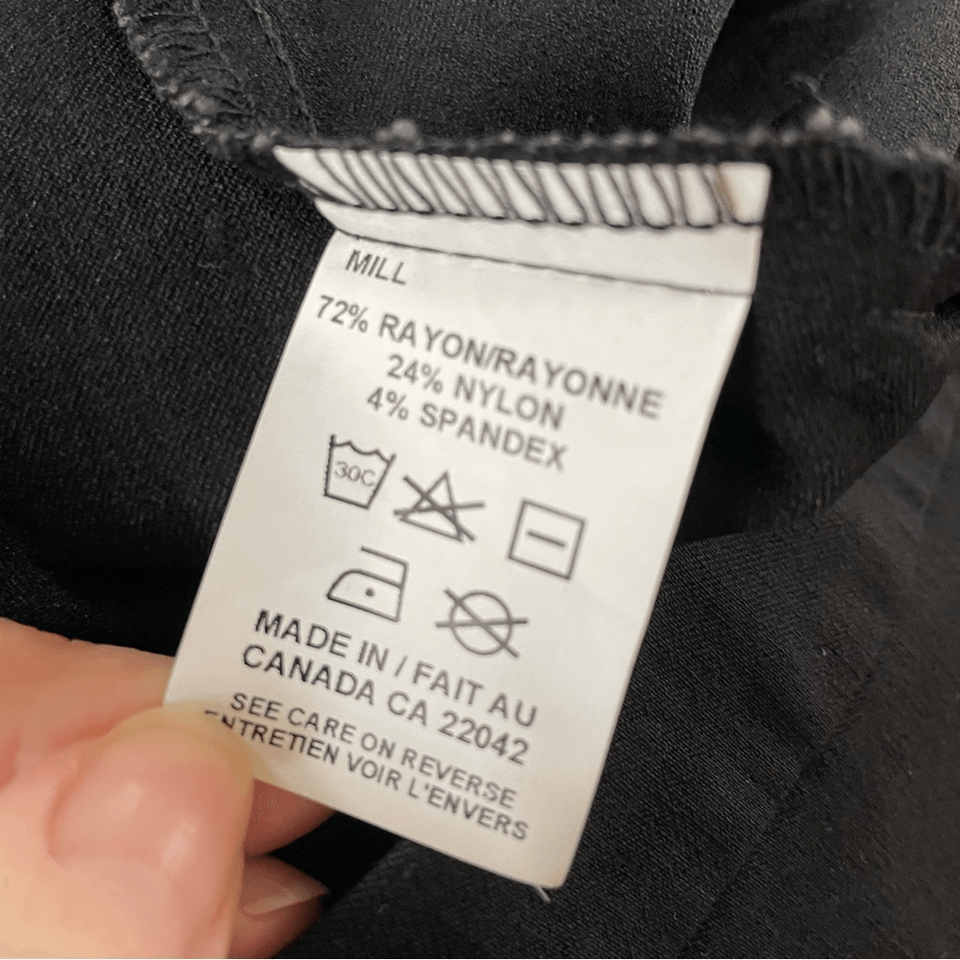 MILL
72% RAYON/RAYONNE
24% NYLON
4% SPANDEX
30C
MADE IN / FAIT AU
CANADA CA 22042
SEE CARE ON REVERSE
ENTRETIEN VOIR L'ENVERS